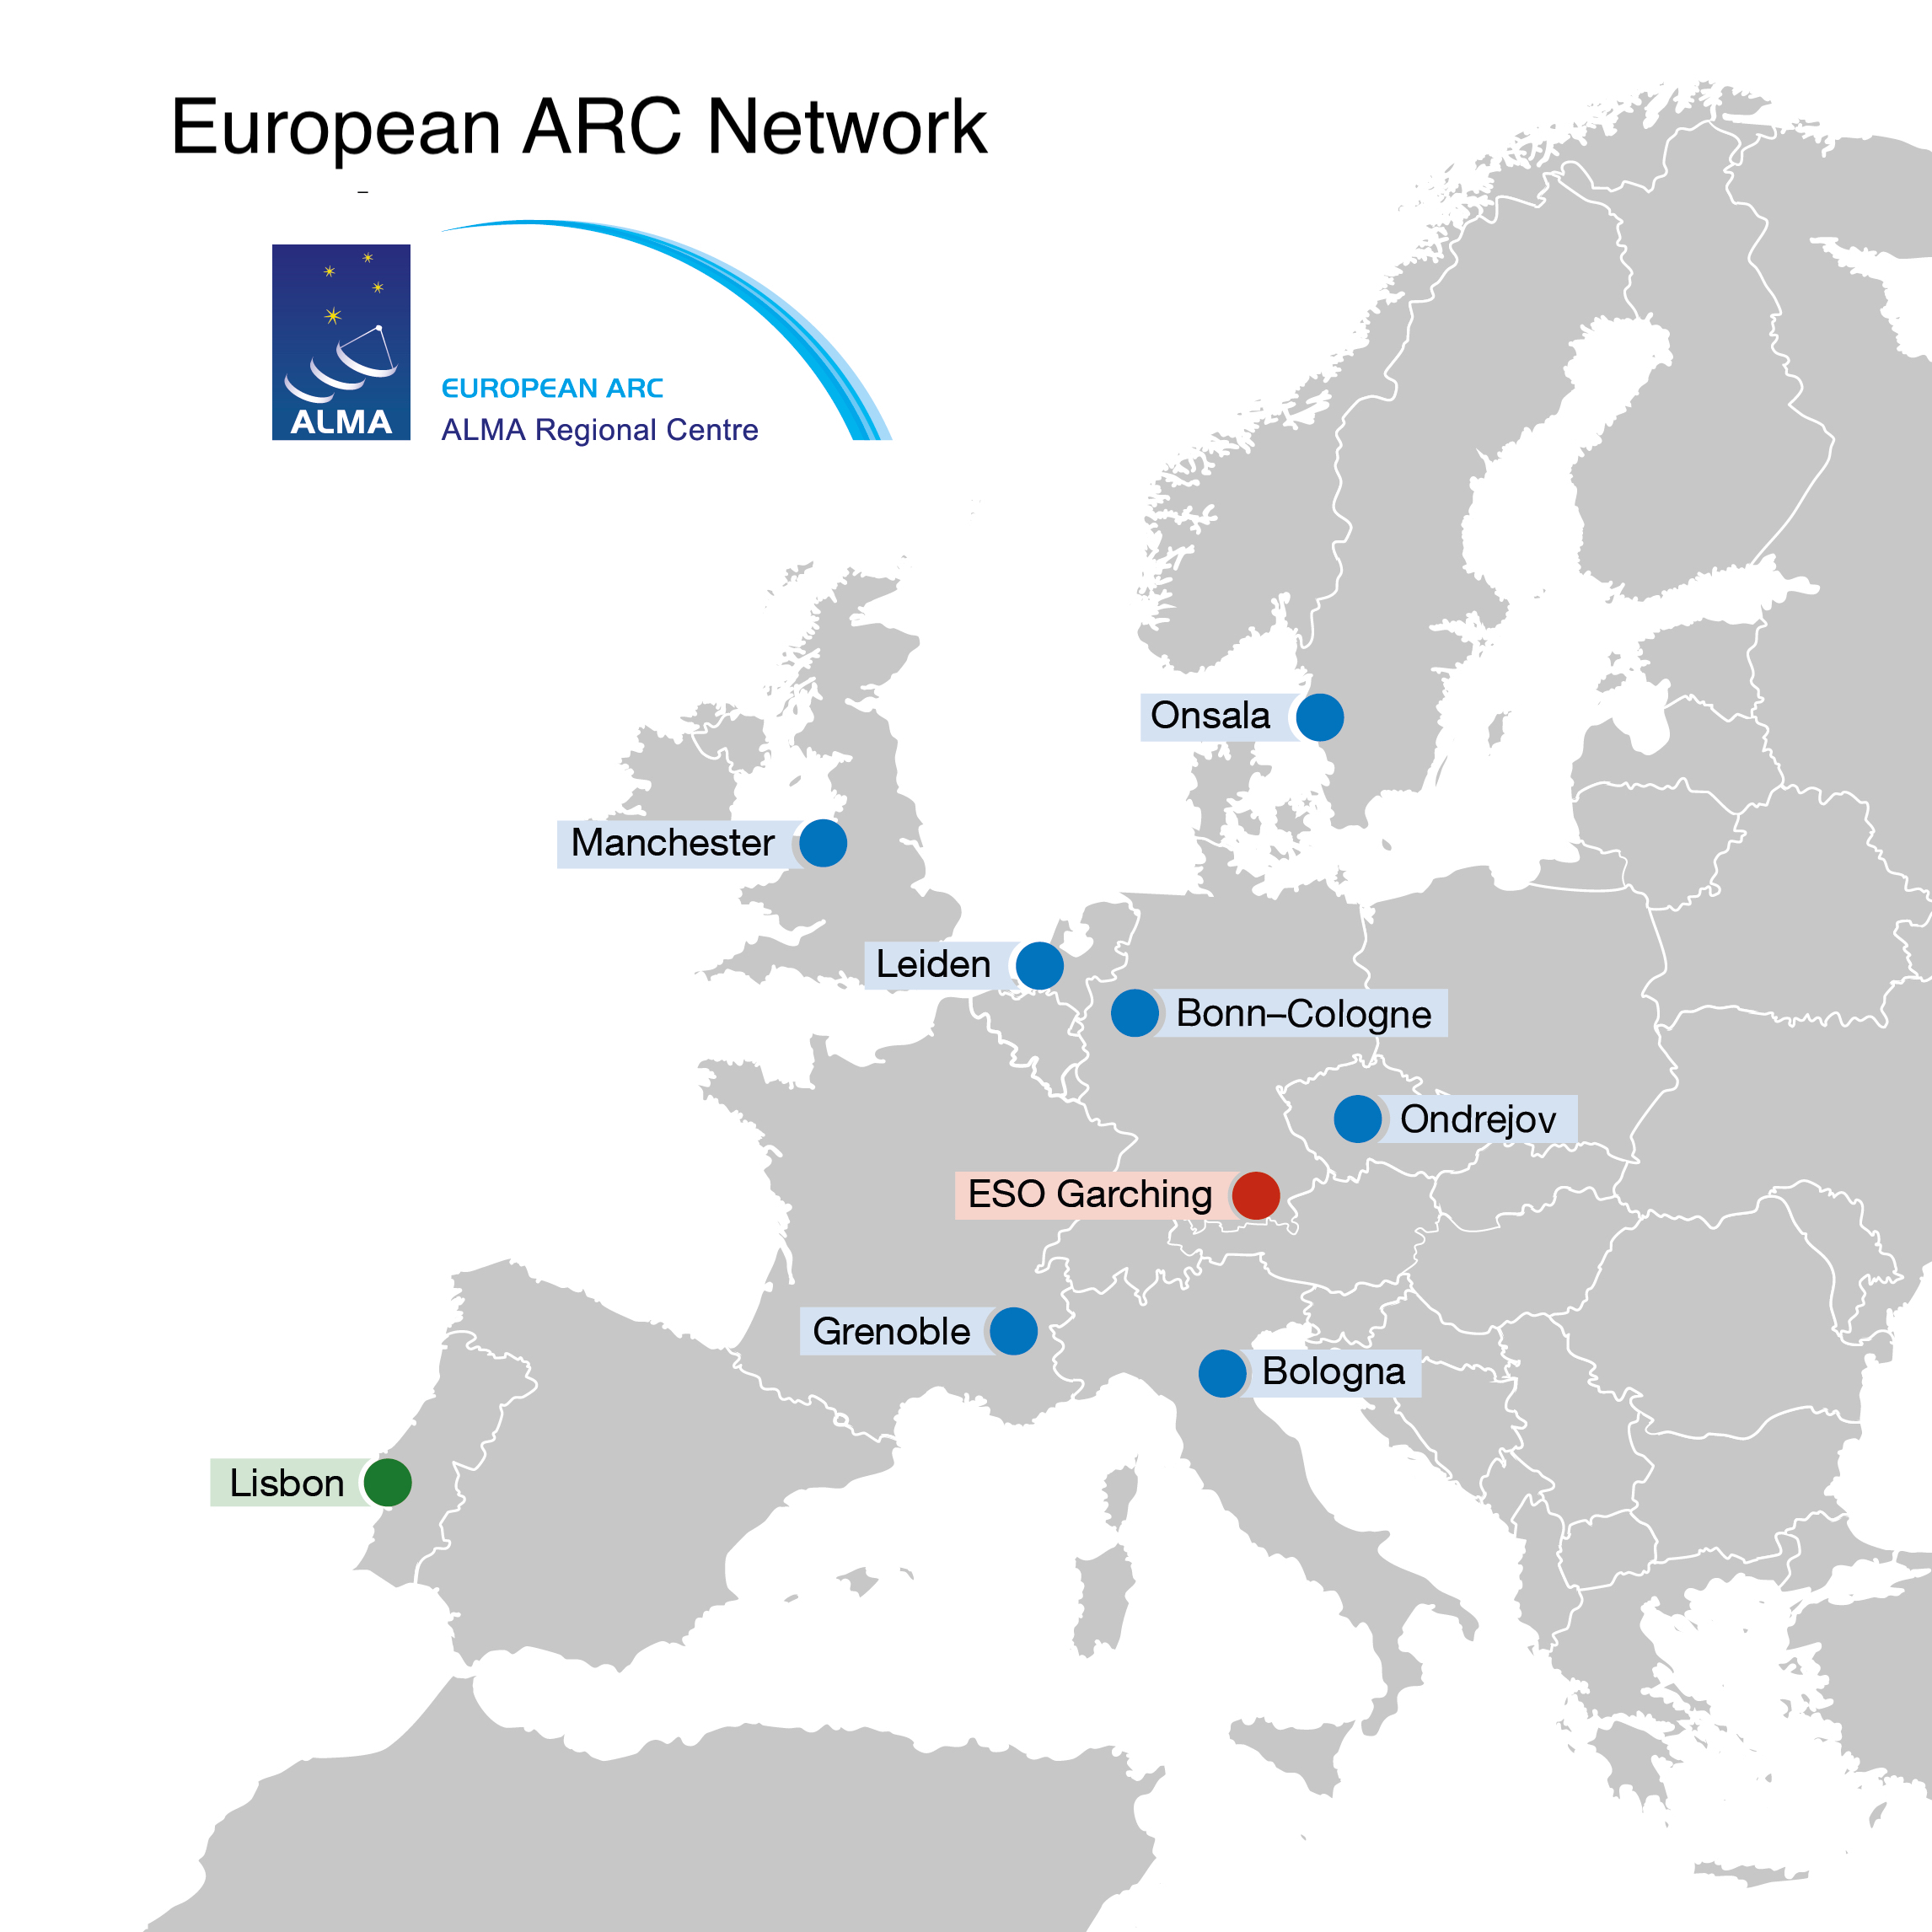 European ARC Network
–
ALMA
EUROPEAN ARC
ALMA Regional Centre
Onsala
Manchester
Leiden
Bonn–Cologne
Ondrejov
ESO Garching
Grenoble
Bologna
Lisbon